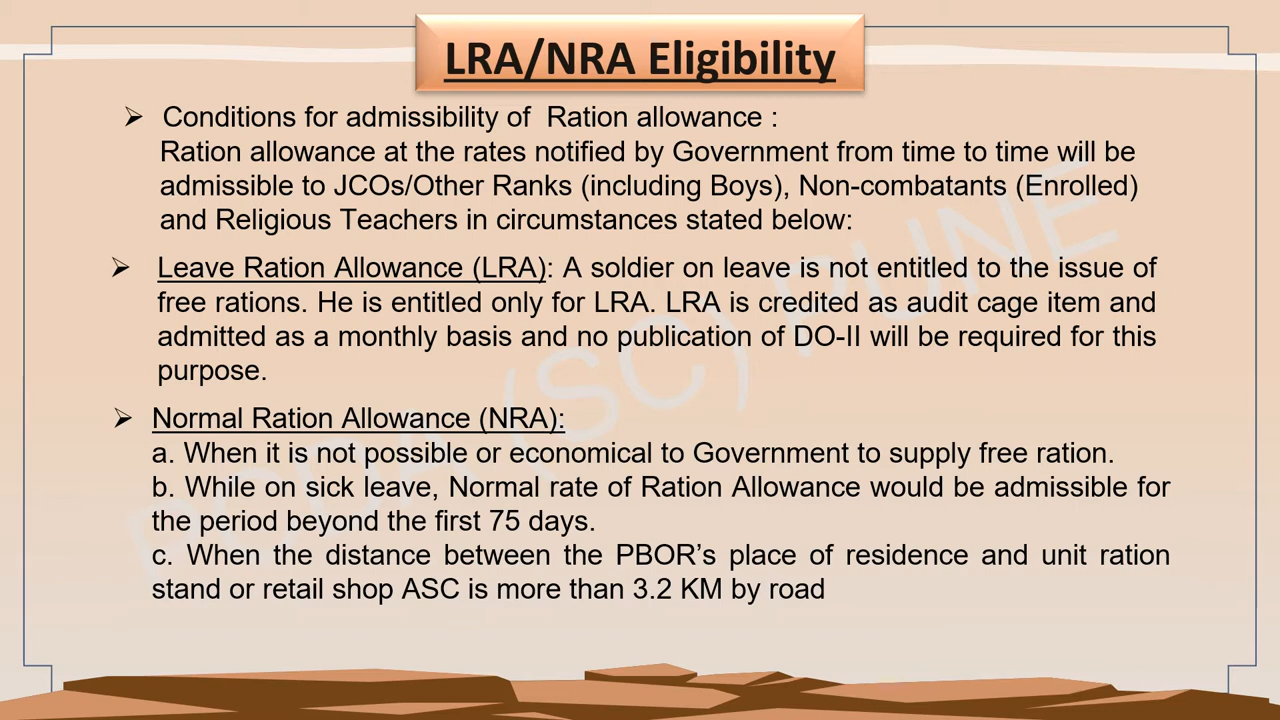 LRA/NRA Eligibility
➢ Conditions for admissibility of Ration allowance :
Ration allowance at the rates notified by Government from time to time will be
admissible to JCOs/Other Ranks (including Boys), Non-combatants (Enrolled)
and Religious Teachers in circumstances stated below:
➢ Leave Ration Allowance (LRA): A soldier on leave is not entitled to the issue of
free rations. He is entitled only for LRA. LRA is credited as audit cage item and
admitted as a monthly basis and no publication of DO-II will be required for this
purpose.
➢ Normal Ration Allowance (NRA):
a. When it is not possible or economical to Government to supply free ration.
b. While on sick leave, Normal rate of Ration Allowance would be admissible for
the period beyond the first 75 days.
c. When the distance between the PBOR’s place of residence and unit ration
stand or retail shop ASC is more than 3.2 KM by road
(SC) PUNE